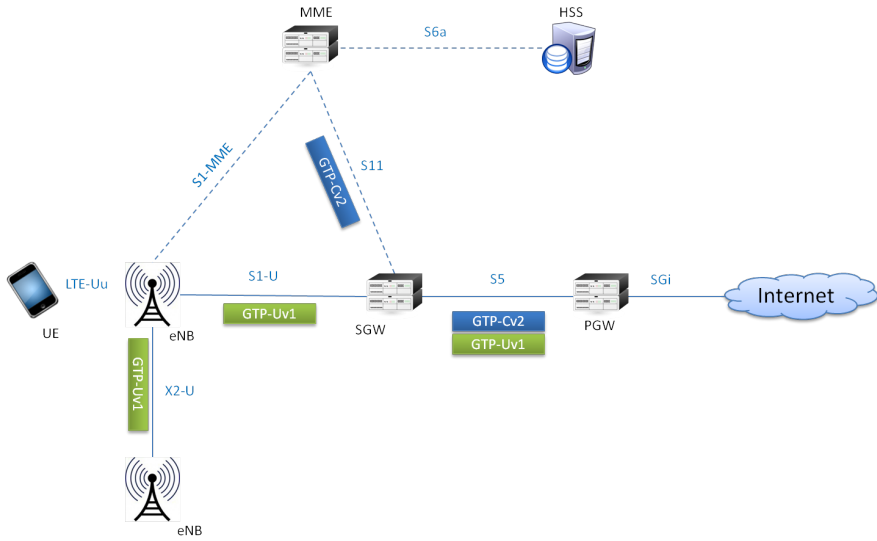 MME
HSS
S6a
S1-MME
GTP-Cv2
S11
LTE-Uu
S1-U
S5
SGi
Internet
GTP-Uv1
UE
eNB
SGW
GTP-Cv2
GTP-Uv1
PGW
GTP-Uv1
X2-U
eNB